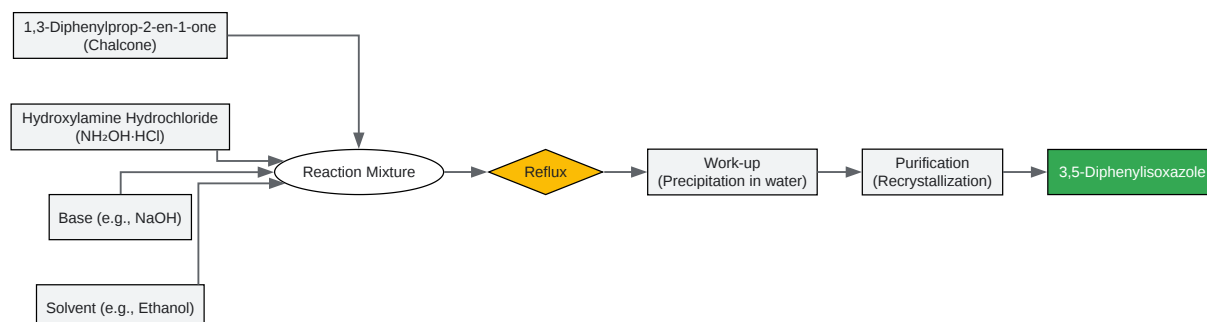 1,3-Diphenylprop-2-en-1-one
(Chalcone)
Hydroxylamine Hydrochloride
(NH₂OH·HCl)
Base (e.g., NaOH)
Solvent (e.g., Ethanol)
Reaction Mixture
Reflux
Work-up
(Precipitation in water)
Purification
(Recrystallization)
3,5-Diphenylisoxazole